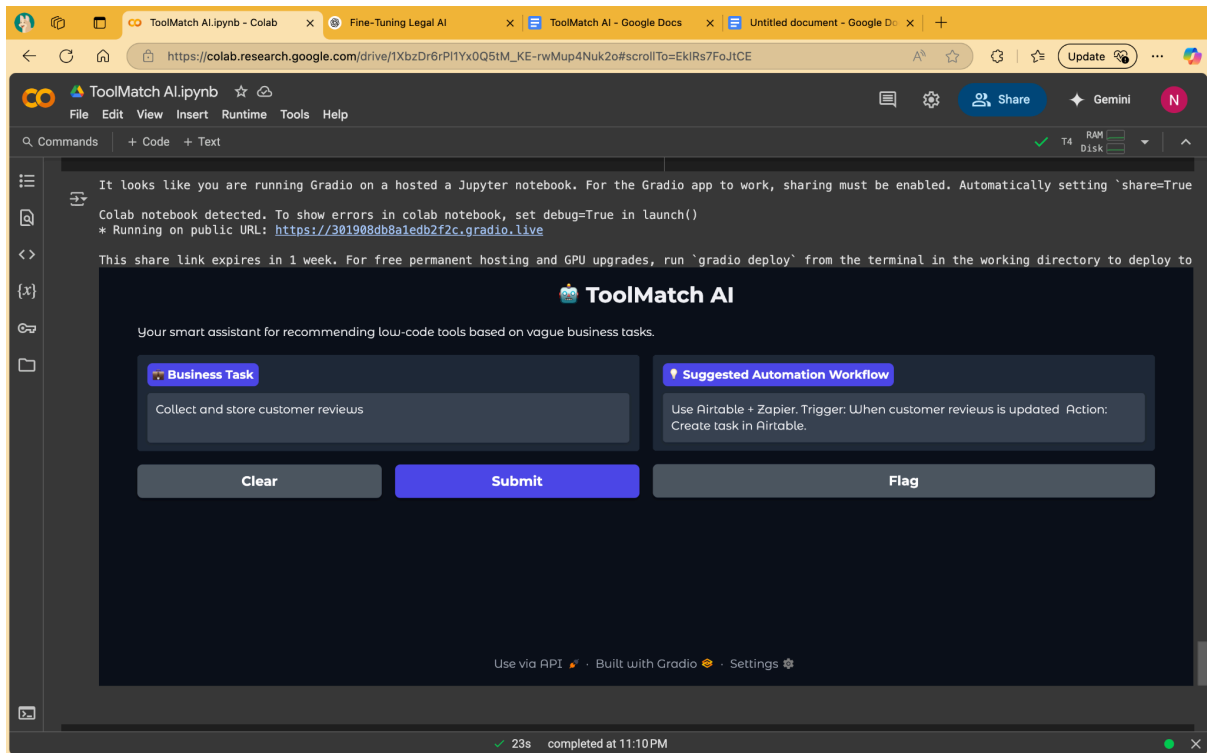 ToolMatch AI.ipynb - Colab
Fine-Tuning Legal AI
ToolMatch AI - Google Docs
Untitled document - Google Do
https://colab.research.google.com/drive/1XbzDr6rPl1Yx0Q5tM_KE-rwMup4Nuk2o#scrollTo=EkIRs7FoJtCE
Update
ToolMatch AI.ipynb
File Edit View Insert Runtime Tools Help
Share
Gemini
N
Commands + Code + Text
T4 RAM Disk
It looks like you are running Gradio on a hosted a Jupyter notebook. For the Gradio app to work, sharing must be enabled. Automatically setting `share=True
Colab notebook detected. To show errors in colab notebook, set debug=True in launch()
* Running on public URL: https://301908db8a1edb2f2c.gradio.live
This share link expires in 1 week. For free permanent hosting and GPU upgrades, run `gradio deploy` from the terminal in the working directory to deploy to
ToolMatch AI
Your smart assistant for recommending low-code tools based on vague business tasks.
Business Task
Collect and store customer reviews
Suggested Automation Workflow
Use Airtable + Zapier. Trigger: When customer reviews is updated Action:
Create task in Airtable.
Clear
Submit
Flag
Use via API · Built with Gradio · Settings
23s completed at 11:10 PM